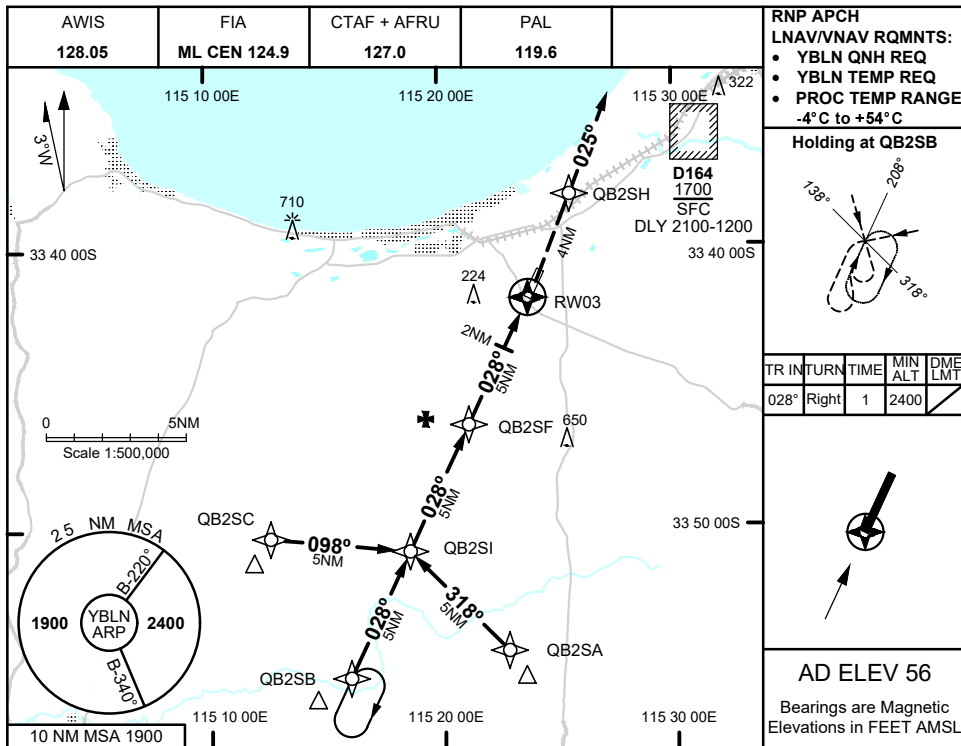 AWIS
128.05
FIA
ML CEN 124.9
CTAF + AFRU
127.0
PAL
119.6
RNP APCH
LNAV/VNAV RQMNTS:
• YBLN QNH REQ
• YBLN TEMP REQ
• PROC TEMP RANGE
-4°C to +54°C
115 10 00E
115 20 00E
115 30 00E
322
3°W
025°
D164
1700
SFC
DLY 2100-1200
QB2SH
710
4NM
33 40 00S
33 40 00S
224
RW03
2NM
028°
5NM
QB2SF
650
0
5NM
Scale 1:500,000
028°
5NM
33 50 00S
QB2SC
098°
5NM
QB2SI
318°
5NM
QB2SA
028°
5NM
QB2SB
25 NM MSA
B-220°
1900
YBLN
ARP
2400
B-340°
10 NM MSA 1900
115 10 00E
115 20 00E
115 30 00E
Holding at QB2SB
208°
138°
318°
TR IN
TURN
TIME
MIN
ALT
DME
LMT
028°
Right
1
2400
AD ELEV 56
Bearings are Magnetic
Elevations in FEET AMSL